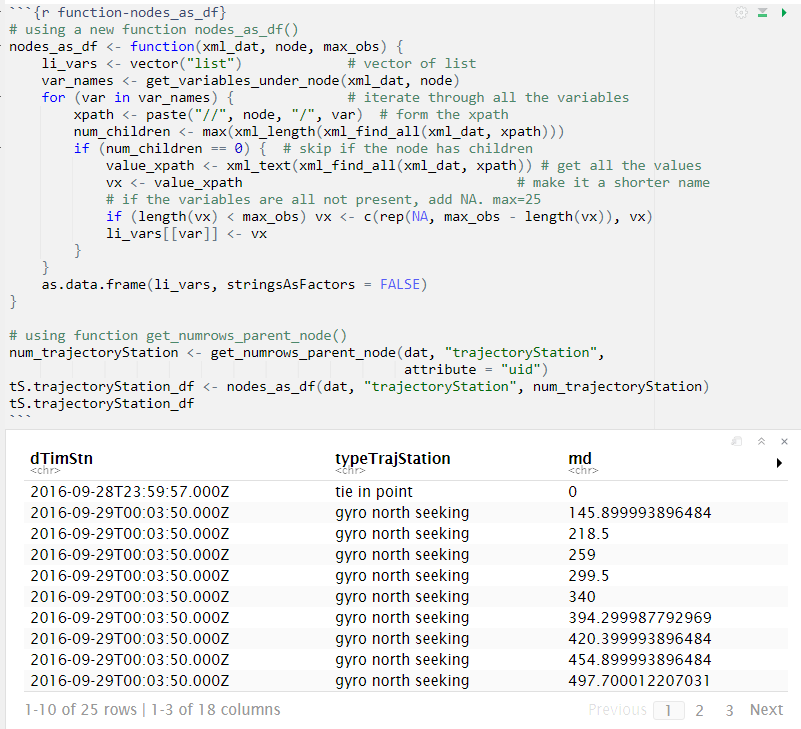 ```{r function-nodes_as_df}
# using a new function nodes_as_df()
nodes_as_df <- function(xml_dat, node, max_obs) {
    li_vars <- vector("list")             # vector of list
    var_names <- get_variables_under_node(xml_dat, node)
    for (var in var_names) {              # iterate through all the variables
        xpath <- paste("//", node, "/", var)  # form the xpath
        num_children <- max(xml_length(xml_find_all(xml_dat, xpath)))
        if (num_children == 0) {  # skip if the node has children
            value_xpath <- xml_text(xml_find_all(xml_dat, xpath)) # get all the values
            vx <- value_xpath                                  # make it a shorter name
            # if the variables are all not present, add NA. max=25
            if (length(vx) < max_obs) vx <- c(rep(NA, max_obs - length(vx)), vx)
            li_vars[[var]] <- vx
        }
    }
    as.data.frame(li_vars, stringsAsFactors = FALSE)
}
# using function get_numrows_parent_node()
num_trajectoryStation <- get_numrows_parent_node(dat, "trajectoryStation",
                                                 attribute = "uid")
tS.trajectoryStation_df <- nodes_as_df(dat, "trajectoryStation", num_trajectoryStation)
tS.trajectoryStation_df
```
dTimStn typeTrajStation md
<chr> <chr> <chr>
2016-09-28T23:59:57.000Z tie in point 0
2016-09-29T00:03:50.000Z gyro north seeking 145.899993896484
2016-09-29T00:03:50.000Z gyro north seeking 218.5
2016-09-29T00:03:50.000Z gyro north seeking 259
2016-09-29T00:03:50.000Z gyro north seeking 299.5
2016-09-29T00:03:50.000Z gyro north seeking 340
2016-09-29T00:03:50.000Z gyro north seeking 394.299987792969
2016-09-29T00:03:50.000Z gyro north seeking 420.399993896484
2016-09-29T00:03:50.000Z gyro north seeking 454.899993896484
2016-09-29T00:03:50.000Z gyro north seeking 497.700012207031
1-10 of 25 rows | 1-3 of 18 columns Previous 1 2 3 Next